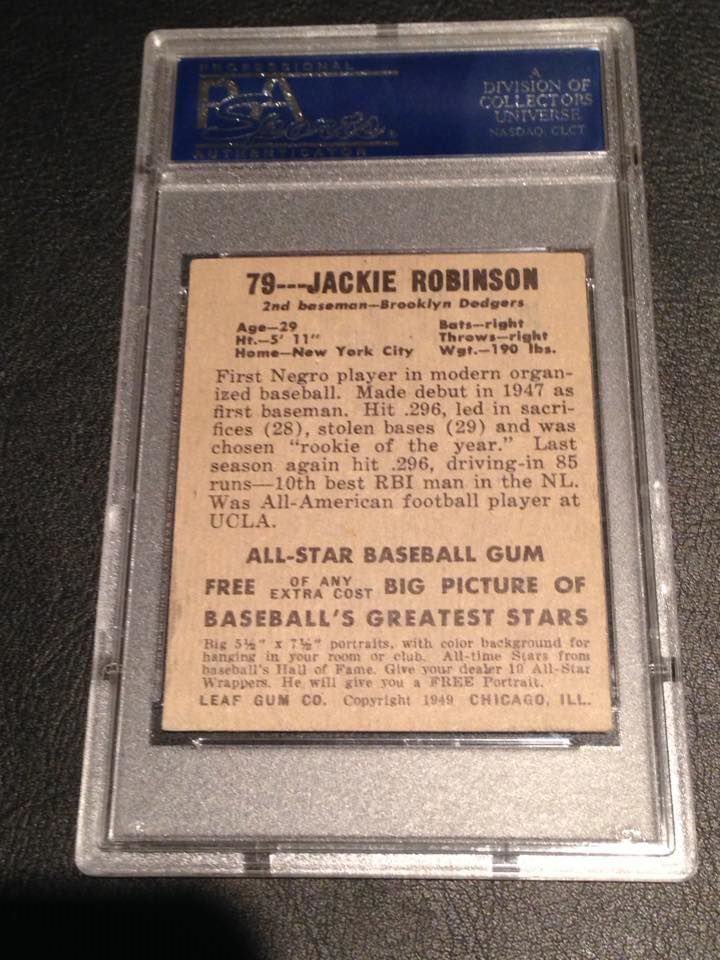 PROFESSIONAL
PSA
Sports
AUTHENTICATOR
A
DIVISION OF
COLLECTORS
UNIVERSE
NASDAQ, CLCT
79---JACKIE ROBINSON
2nd baseman—Brooklyn Dodgers
Age—29 Bats—right
Ht.—5' 11" Throws—right
Home—New York City Wgt.—190 lbs.
First Negro player in modern organ-
ized baseball. Made debut in 1947 as
first baseman. Hit .296, led in sacri-
fices (28), stolen bases (29) and was
chosen "rookie of the year." Last
season again hit .296, driving-in 85
runs—10th best RBI man in the NL.
Was All-American football player at
UCLA.
ALL-STAR BASEBALL GUM
FREE OF ANY EXTRA COST BIG PICTURE OF
BASEBALL'S GREATEST STARS
Big 5½" x 7½" portraits, with color background for
hanging in your room or club. All-time Stars from
baseball's Hall of Fame. Give your dealer 10 All-Star
Wrappers. He will give you a FREE Portrait.
LEAF GUM CO. Copyright 1949 CHICAGO, ILL.